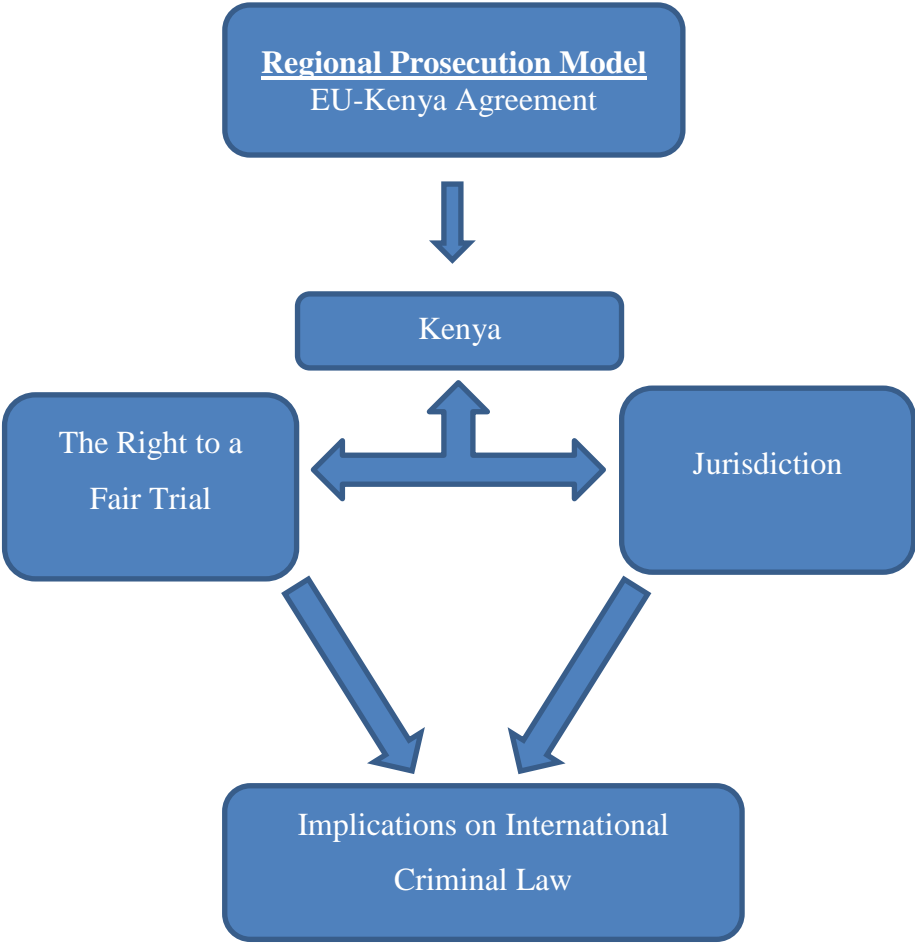 Regional Prosecution Model
EU-Kenya Agreement
Kenya
The Right to a
Fair Trial
Jurisdiction
Implications on International
Criminal Law